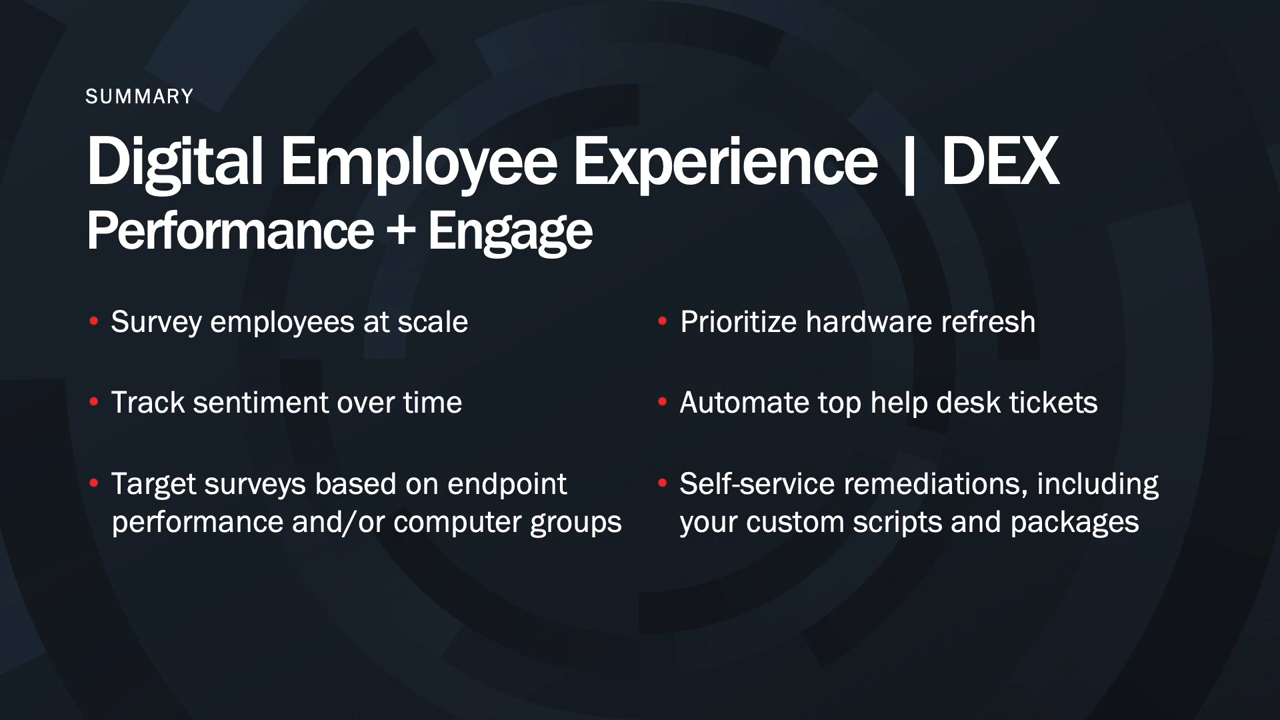 SUMMARY
Digital Employee Experience | DEX
Performance + Engage
• Survey employees at scale
• Track sentiment over time
• Target surveys based on endpoint
performance and/or computer groups
• Prioritize hardware refresh
• Automate top help desk tickets
• Self-service remediations, including
your custom scripts and packages